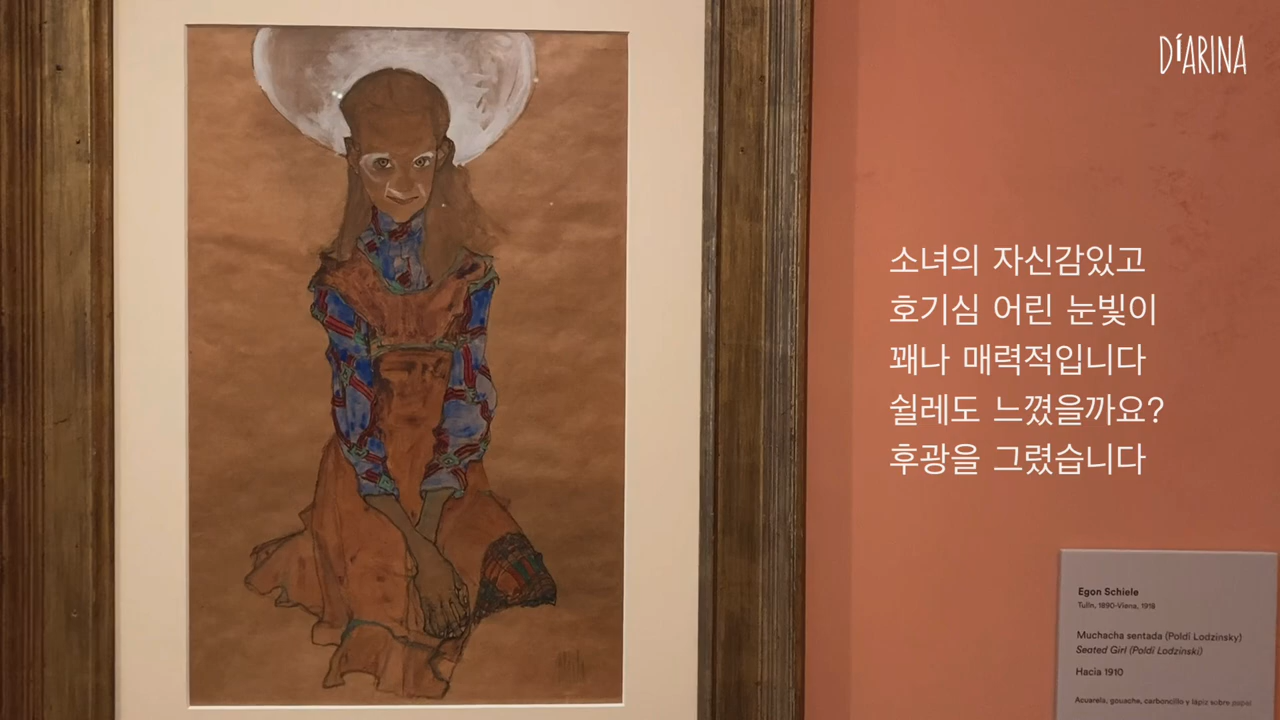 DíARINA
소녀의 자신감있고
호기심 어린 눈빛이
꽤나 매력적입니다
쉴레도 느꼈을까요?
후광을 그렸습니다
Egon Schiele
Tulln, 1890-Viena, 1918
Muchacha sentada (Poldi Lodzinsky)
Seated Girl (Poldi Lodzinski)
Hacia 1910
Acuarela, gouache, carboncillo y lápiz sobre papel